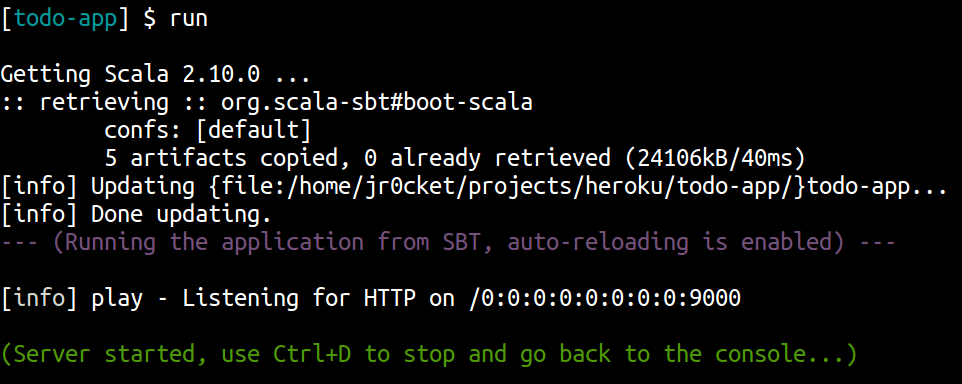 [todo-app] $ run
Getting Scala 2.10.0 ...
:: retrieving :: org.scala-sbt#boot-scala
confs: [default]
5 artifacts copied, 0 already retrieved (24106kB/40ms)
[info] Updating {file:/home/jr0cket/projects/heroku/todo-app/}todo-app...
[info] Done updating.
--- (Running the application from SBT, auto-reloading is enabled) ---
[info] play - Listening for HTTP on /0:0:0:0:0:0:0:0:9000
(Server started, use Ctrl+D to stop and go back to the console...)